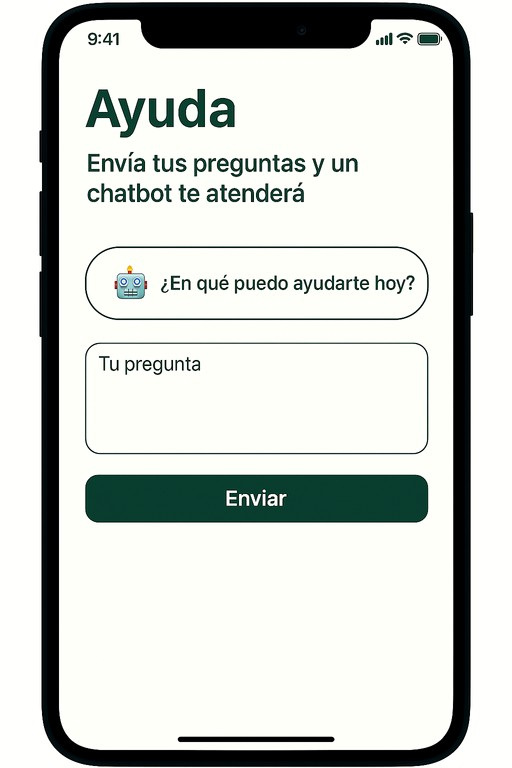 9:41
Ayuda
Envía tus preguntas y un
chatbot te atenderá
¿En qué puedo ayudarte hoy?
Tu pregunta
Enviar